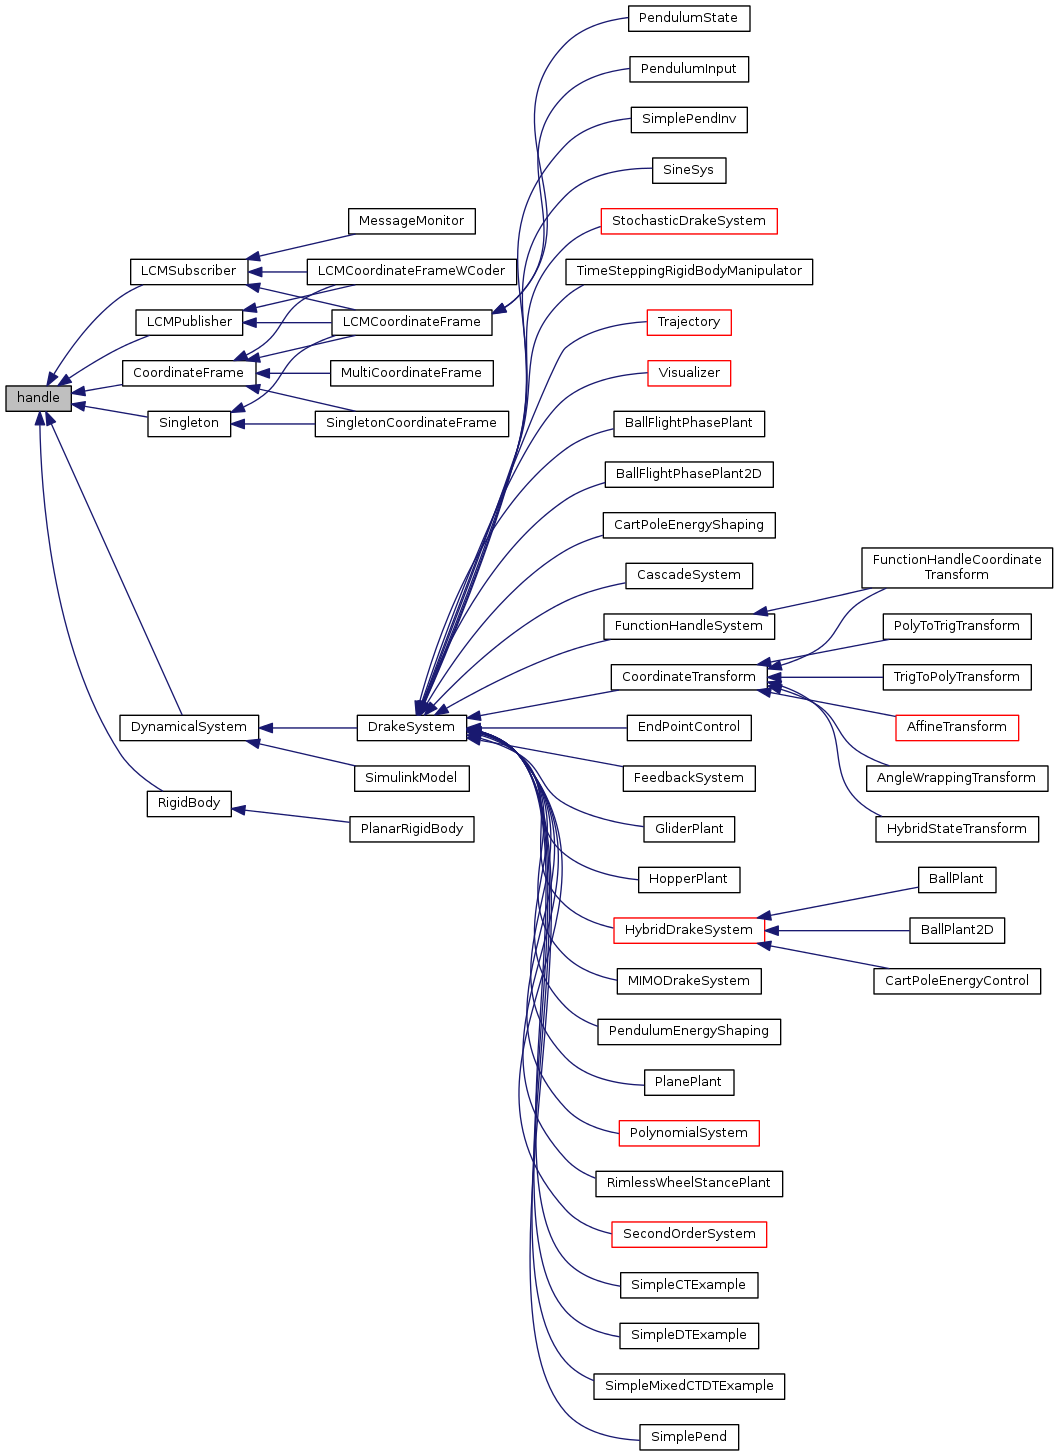 PendulumState
PendulumInput
SimplePendInv
SineSys
StochasticDrakeSystem
MessageMonitor
LCMSubscriber
LCMCoordinateFrameWCoder
TimeSteppingRigidBodyManipulator
LCMPublisher
LCMCoordinateFrame
Trajectory
CoordinateFrame
MultiCoordinateFrame
Visualizer
handle
Singleton
SingletonCoordinateFrame
BallFlightPhasePlant
BallFlightPhasePlant2D
CartPoleEnergyShaping
CascadeSystem
FunctionHandleCoordinate
Transform
FunctionHandleSystem
PolyToTrigTransform
CoordinateTransform
TrigToPolyTransform
DynamicalSystem
DrakeSystem
EndPointControl
AffineTransform
SimulinkModel
FeedbackSystem
AngleWrappingTransform
RigidBody
PlanarRigidBody
GliderPlant
HybridStateTransform
HopperPlant
BallPlant
HybridDrakeSystem
BallPlant2D
MIMODrakeSystem
CartPoleEnergyControl
PendulumEnergyShaping
PlanePlant
PolynomialSystem
RimlessWheelStancePlant
SecondOrderSystem
SimpleCTExample
SimpleDTExample
SimpleMixedCTDTExample
SimplePend